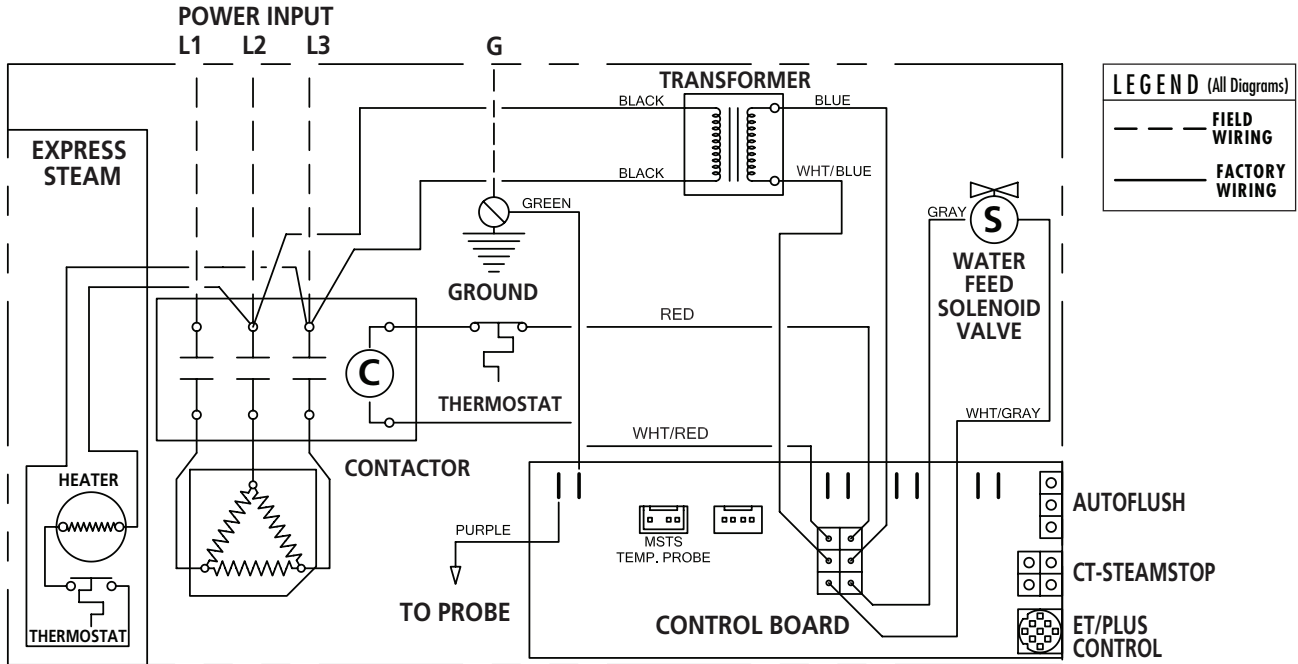 POWER INPUT
L1 L2 L3 G
TRANSFORMER
BLACK
BLUE
LEGEND (All Diagrams)
FIELD
WIRING
FACTORY
WIRING
EXPRESS
STEAM
BLACK
WHT/BLUE
GREEN
GRAY
S
WATER
FEED
SOLENOID
VALVE
GROUND
RED
C
THERMOSTAT
WHT/GRAY
WHT/RED
CONTACTOR
HEATER
PURPLE
MSTS
TEMP. PROBE
AUTOFLUSH
CT-STEAMSTOP
TO PROBE
CONTROL BOARD
ET/PLUS
CONTROL
THERMOSTAT